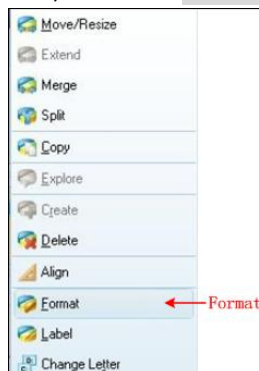 Move/Resize
Extend
Merge
Split
Copy
Explore
Create
Delete
Align
Format
Format
Label
Change Letter